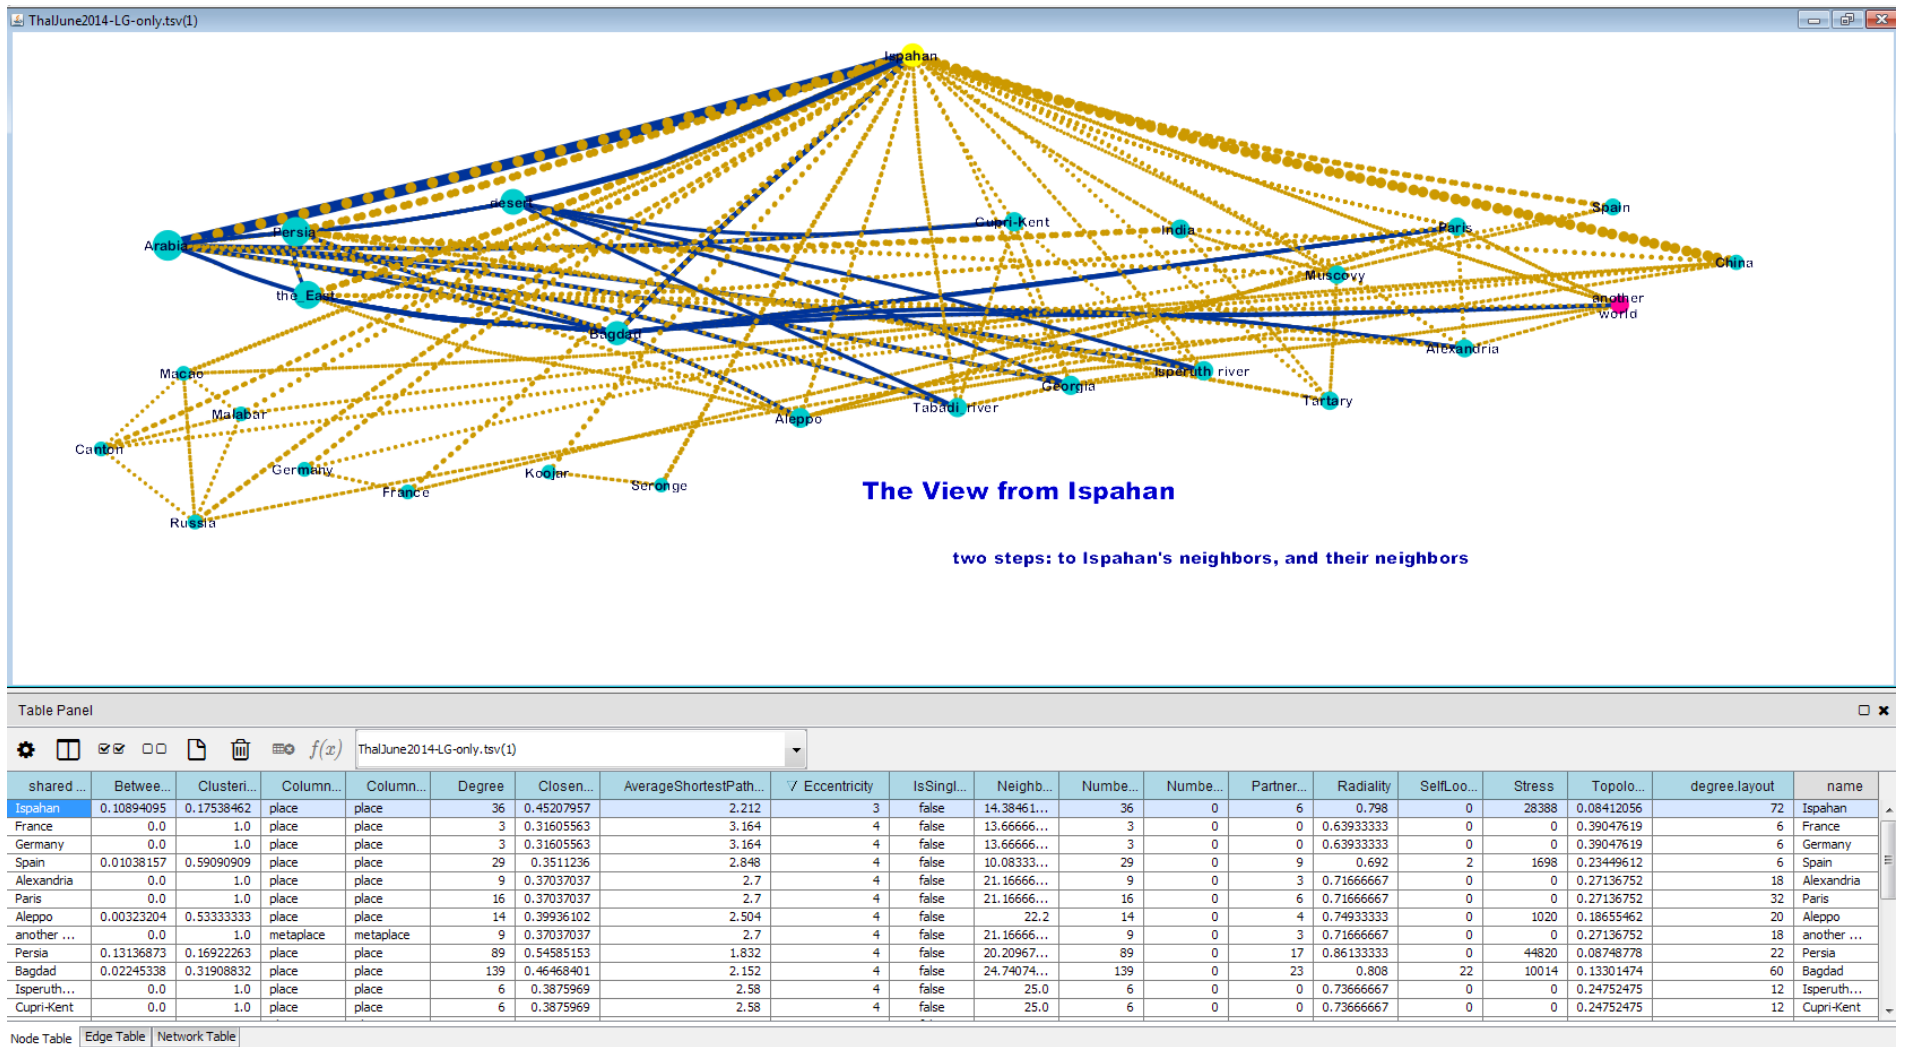 ThalJune2014-LG-only.tsv(1)
Ispahan
desert
Spain
Cupri-Kent
India
Paris
Persia
Arabia
China
Muscovy
the_East
another
world
Bagdad
Alexandria
Macao
Isperuth_river
Georgia
Malabar
Tartary
Tabadi_river
Aleppo
Canton
Germany
Koojar
France
Seronge
The View from Ispahan
Russia
two steps: to Ispahan's neighbors, and their neighbors
Table Panel
f(x) ThalJune2014-LG-only.tsv(1)
shared ... Betwee... Clusteri... Column... Column... Degree Closen... AverageShortestPath... Eccentricity IsSingl... Neighb... Numbe... Numbe... Partner... Radiality SelfLoo... Stress Topolo... degree.layout name
Ispahan 0.10894095 0.17538462 place place 36 0.45207957 2.212 3 false 14.38461... 36 0 6 0.798 0 28388 0.08412056 72 Ispahan
France 0.0 1.0 place place 3 0.31605563 3.164 4 false 13.66666... 3 0 0 0.63933333 0 0 0.39047619 6 France
Germany 0.0 1.0 place place 3 0.31605563 3.164 4 false 13.66666... 3 0 0 0.63933333 0 0 0.39047619 6 Germany
Spain 0.01038157 0.59090909 place place 29 0.3511236 2.848 4 false 10.08333... 29 0 9 0.692 2 1698 0.23449612 6 Spain
Alexandria 0.0 1.0 place place 9 0.37037037 2.7 4 false 21.16666... 9 0 3 0.71666667 0 0 0.27136752 18 Alexandria
Paris 0.0 1.0 place place 16 0.37037037 2.7 4 false 21.16666... 16 0 6 0.71666667 0 0 0.27136752 32 Paris
Aleppo 0.00323204 0.53333333 place place 14 0.39936102 2.504 4 false 22.2 14 0 4 0.74933333 0 1020 0.18655462 20 Aleppo
another ... 0.0 1.0 metaplace metaplace 9 0.37037037 2.7 4 false 21.16666... 9 0 3 0.71666667 0 0 0.27136752 18 another ...
Persia 0.13136873 0.16922263 place place 89 0.54585153 1.832 4 false 20.20967... 89 0 17 0.86133333 0 44820 0.08748778 22 Persia
Bagdad 0.02245338 0.31908832 place place 139 0.46468401 2.152 4 false 24.74074... 139 0 23 0.808 22 10014 0.13301474 60 Bagdad
Isperuth... 0.0 1.0 place place 6 0.3875969 2.58 4 false 25.0 6 0 0 0.73666667 0 0 0.24752475 12 Isperuth...
Cupri-Kent 0.0 1.0 place place 6 0.3875969 2.58 4 false 25.0 6 0 0 0.73666667 0 0 0.24752475 12 Cupri-Kent
Node Table Edge Table Network Table